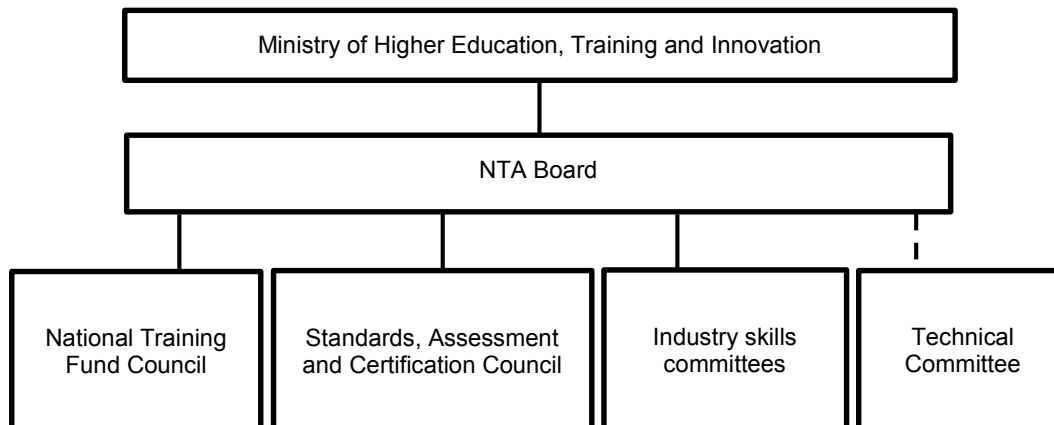 Ministry of Higher Education, Training and Innovation
NTA Board
National Training
Fund Council
Standards, Assessment
and Certification Council
Industry skills
committees
Technical
Committee